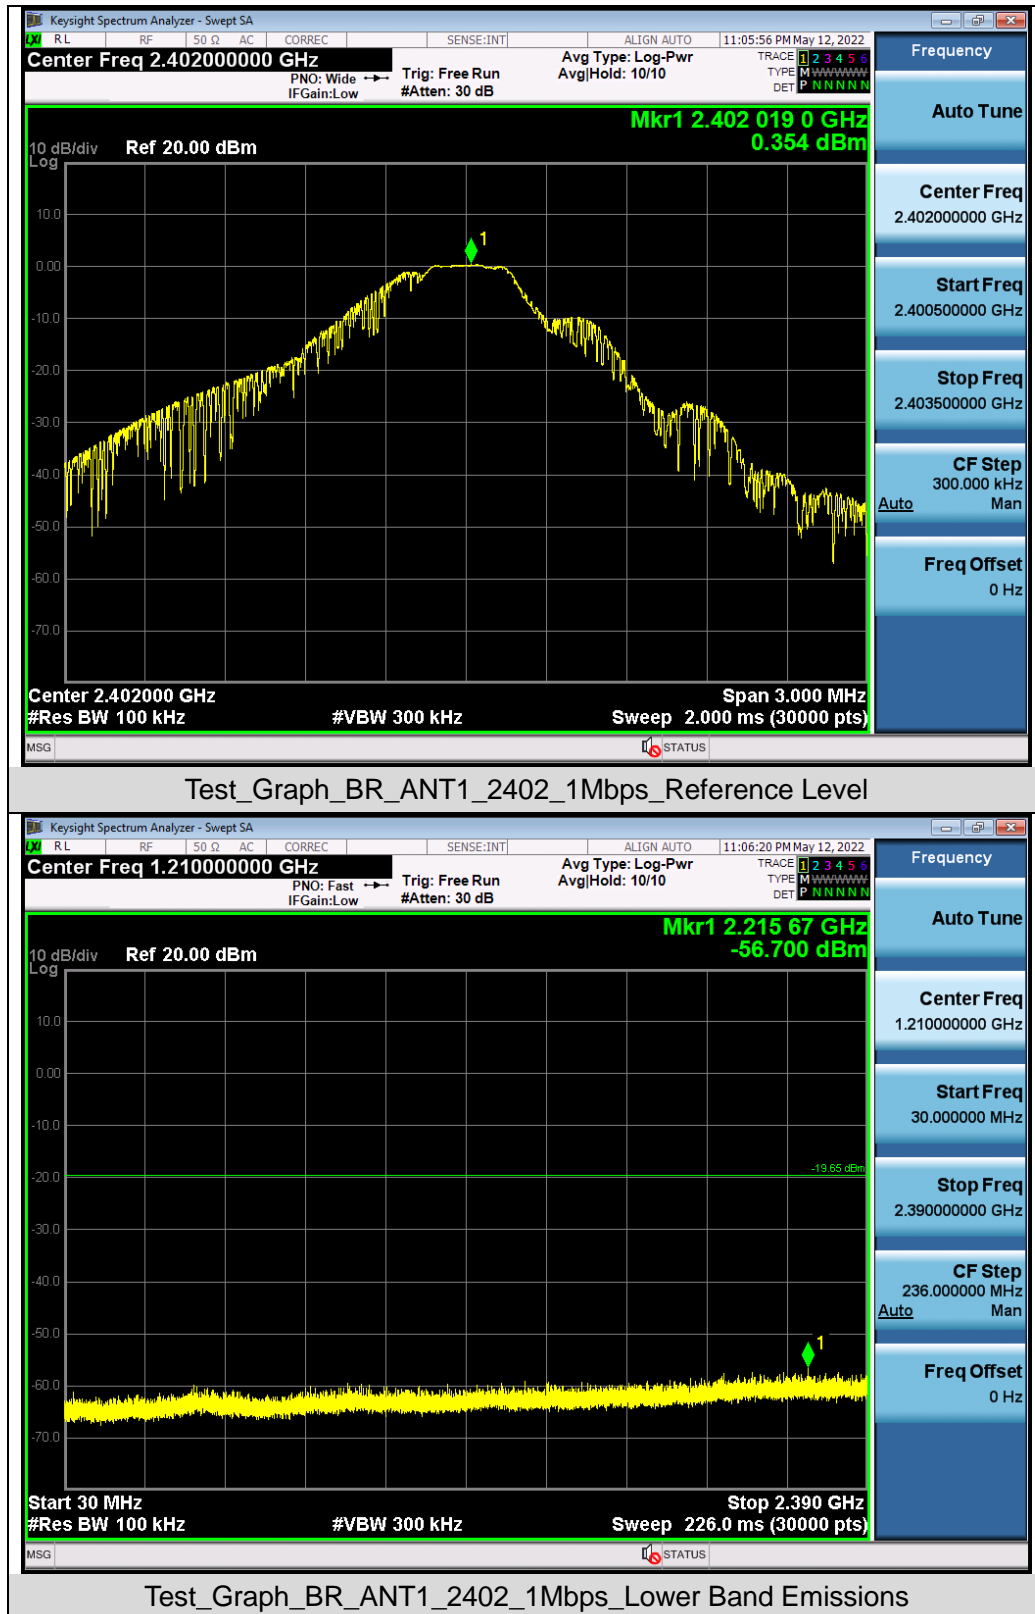 Keysight Spectrum Analyzer - Swept SA
LXI RL RF 50 Ω AC CORREC SENSE:INT ALIGN AUTO 11:05:56 PM May 12, 2022
Center Freq 2.402000000 GHz
PNO: Wide
IFGain:Low
Trig: Free Run
#Atten: 30 dB
Avg Type: Log-Pwr
Avg|Hold: 10/10
TRACE 1 2 3 4 5 6
TYPE M WWWWW
DET P N N N N N
Frequency
Mkr1 2.402 019 0 GHz
0.354 dBm
10 dB/div Ref 20.00 dBm
Log
10.0
0.00
-10.0
-20.0
-30.0
-40.0
-50.0
-60.0
-70.0
1
Center 2.402000 GHz
Span 3.000 MHz
#Res BW 100 kHz
#VBW 300 kHz
Sweep 2.000 ms (30000 pts)
MSG
STATUS
Auto Tune
Center Freq
2.402000000 GHz
Start Freq
2.400500000 GHz
Stop Freq
2.403500000 GHz
CF Step
300.000 kHz
Auto Man
Freq Offset
0 Hz
Test_Graph_BR_ANT1_2402_1Mbps_Reference Level
Keysight Spectrum Analyzer - Swept SA
LXI RL RF 50 Ω AC CORREC SENSE:INT ALIGN AUTO 11:06:20 PM May 12, 2022
Center Freq 1.210000000 GHz
PNO: Fast
IFGain:Low
Trig: Free Run
#Atten: 30 dB
Avg Type: Log-Pwr
Avg|Hold: 10/10
TRACE 1 2 3 4 5 6
TYPE M WWWWW
DET P N N N N N
Frequency
Mkr1 2.215 67 GHz
-56.700 dBm
10 dB/div Ref 20.00 dBm
Log
10.0
0.00
-10.0
-20.0
-30.0
-40.0
-50.0
-60.0
-70.0
-19.65 dBm
1
Start 30 MHz
Stop 2.390 GHz
#Res BW 100 kHz
#VBW 300 kHz
Sweep 226.0 ms (30000 pts)
MSG
STATUS
Auto Tune
Center Freq
1.210000000 GHz
Start Freq
30.000000 MHz
Stop Freq
2.390000000 GHz
CF Step
236.000000 MHz
Auto Man
Freq Offset
0 Hz
Test_Graph_BR_ANT1_2402_1Mbps_Lower Band Emissions